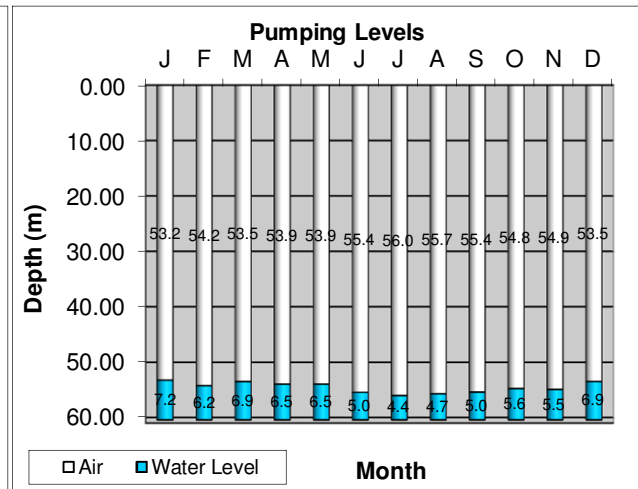 Pumping Levels
J F M A M J J A S O N D
0.00
10.00
20.00
30.00
40.00
50.00
60.00
Depth (m)
53.2 54.2 53.5 53.9 53.9 55.4 56.0 55.7 55.4 54.8 54.9 53.5
7.2 6.2 6.9 6.5 6.5 5.0 4.4 4.7 5.0 5.6 5.5 6.9
Air Water Level
Month